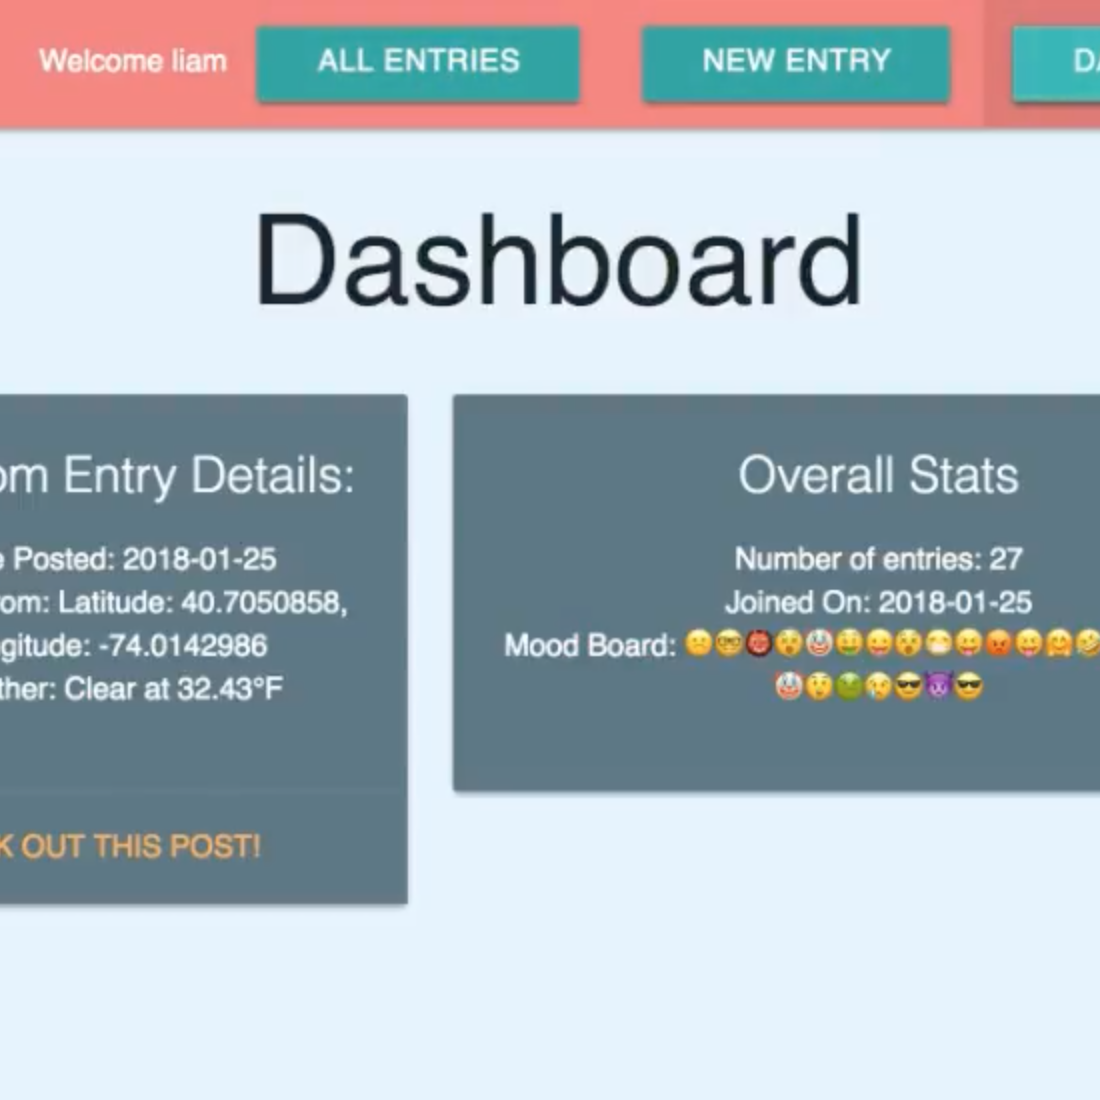 Welcome liam
ALL ENTRIES
NEW ENTRY
Dashboard
om Entry Details:
e Posted: 2018-01-25
om: Latitude: 40.7050858,
gitude: -74.0142986
ther: Clear at 32.43°F
K OUT THIS POST!
Overall Stats
Number of entries: 27
Joined On: 2018-01-25
Mood Board: